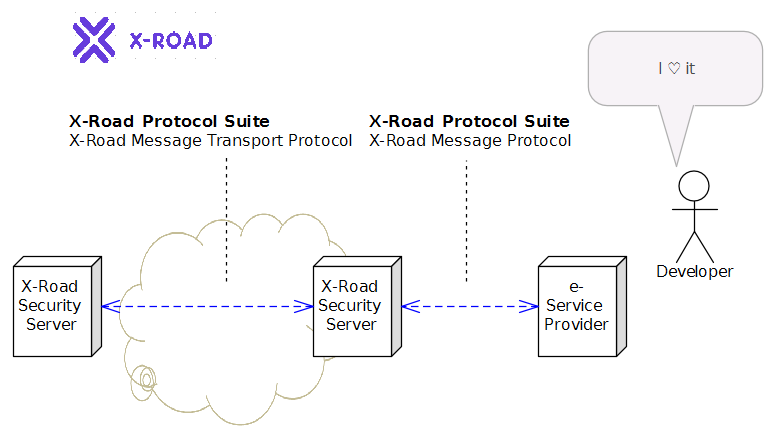 X-ROAD
I ♡ it
X-Road Protocol Suite
X-Road Message Transport Protocol
X-Road Protocol Suite
X-Road Message Protocol
Developer
X-Road
Security
Server
X-Road
Security
Server
e-
Service
Provider